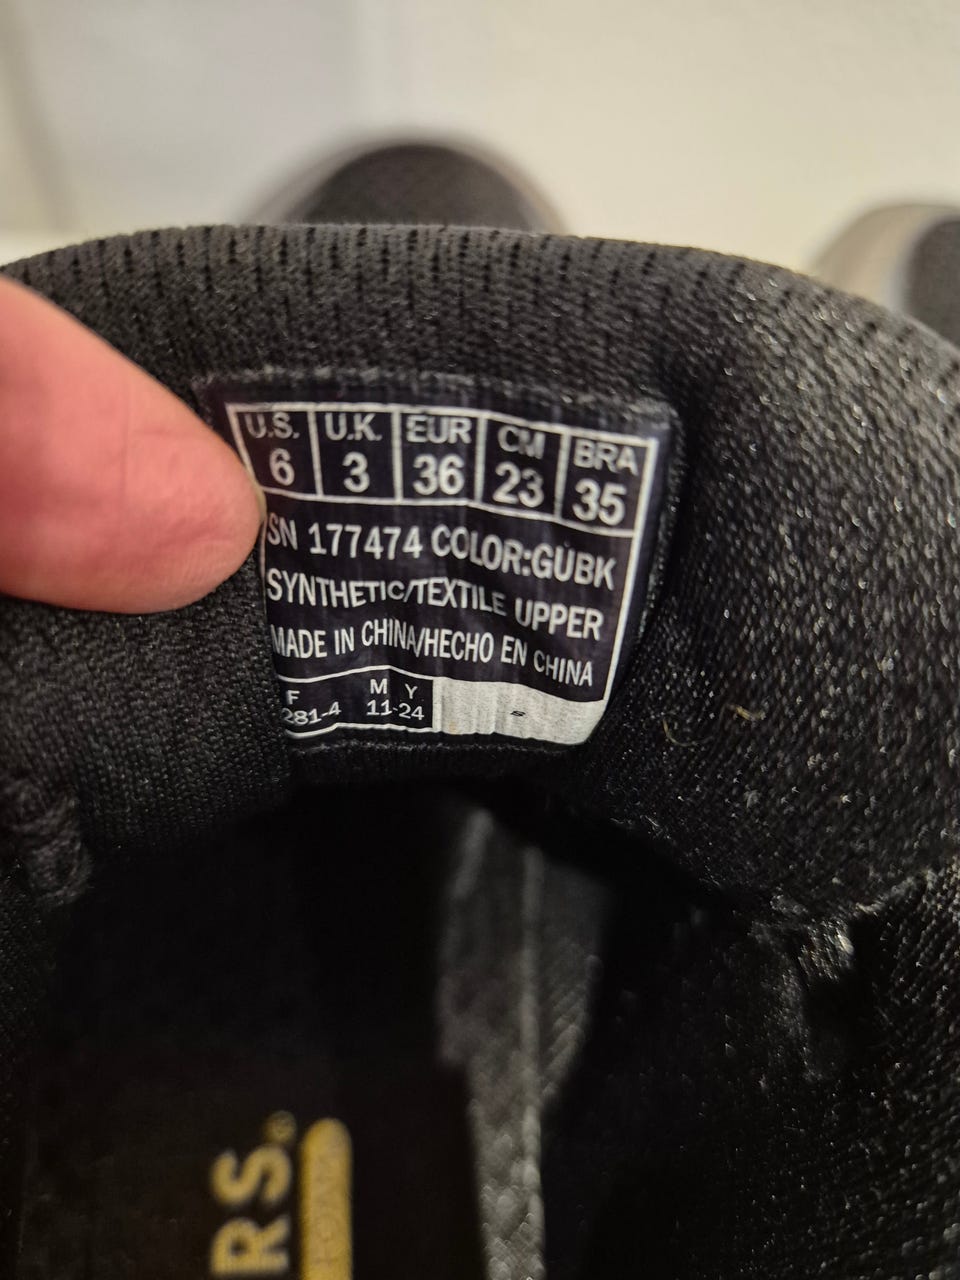 U.S. U.K. EUR CM BRA
6 3 36 23 35
SN 177474 COLOR:GUBK
SYNTHETIC/TEXTILE UPPER
MADE IN CHINA/HECHO EN CHINA
F M Y
281-4 11-24
RS®